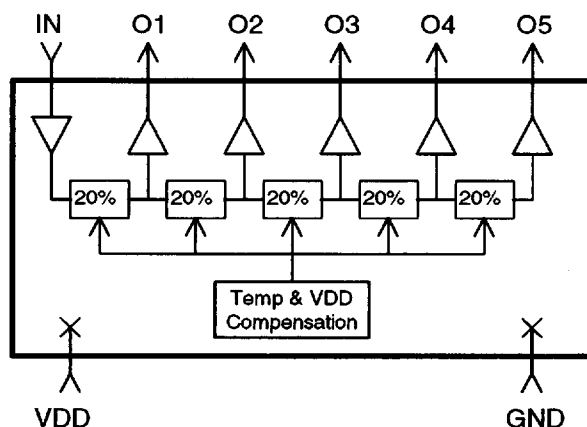 IN O1 O2 O3 O4 O5
20% 20% 20% 20% 20%
Temp & VDD
Compensation
VDD GND